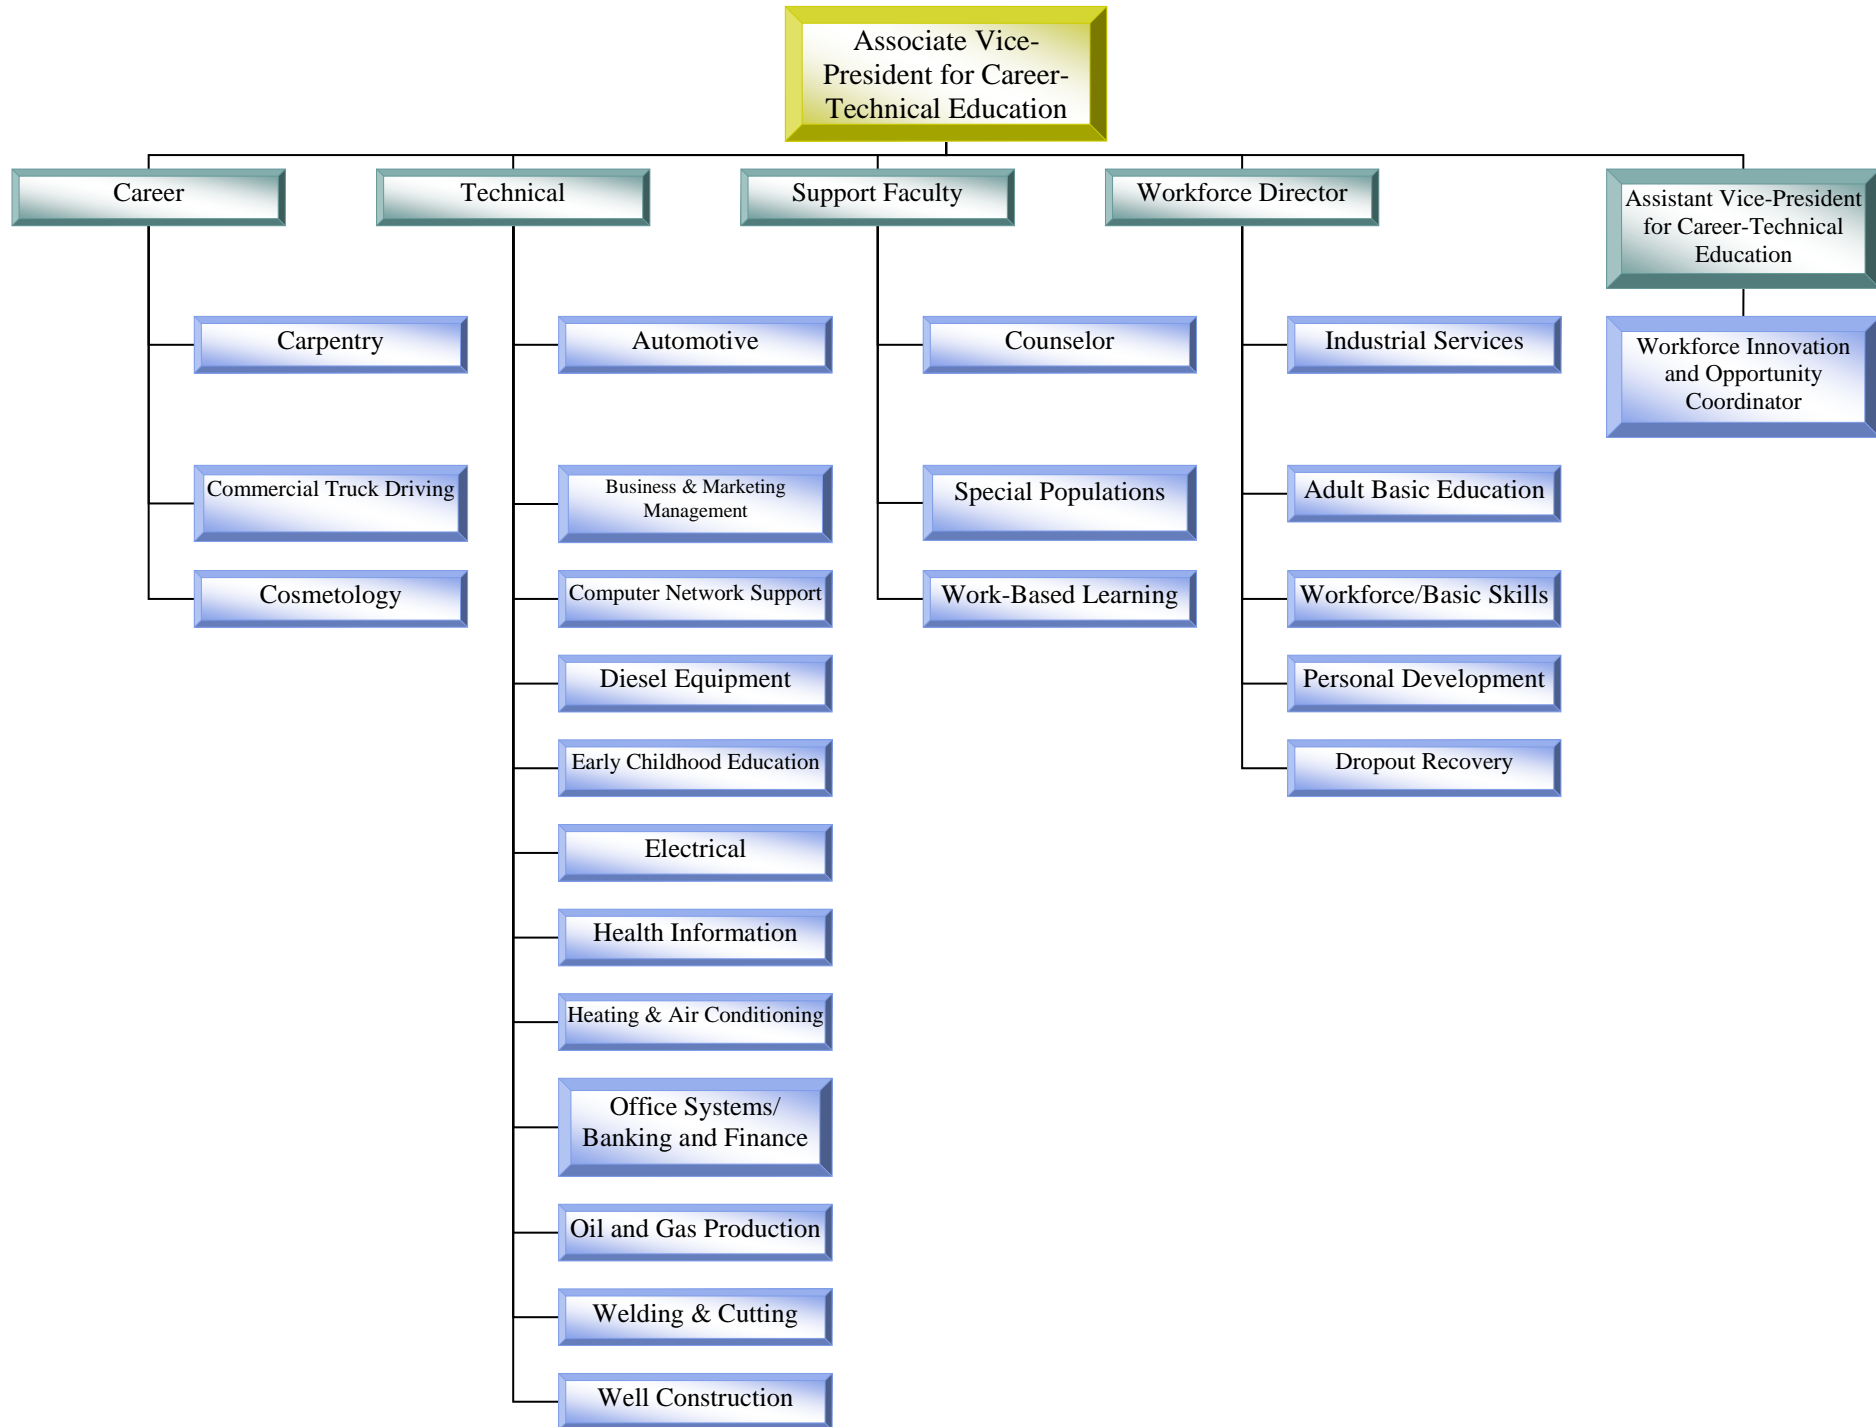 Associate Vice-
President for Career-
Technical Education
Career
Technical
Support Faculty
Workforce Director
Assistant Vice-President
for Career-Technical
Education
Carpentry
Commercial Truck Driving
Cosmetology
Automotive
Business & Marketing
Management
Computer Network Support
Diesel Equipment
Early Childhood Education
Electrical
Health Information
Heating & Air Conditioning
Office Systems/
Banking and Finance
Oil and Gas Production
Welding & Cutting
Well Construction
Counselor
Special Populations
Work-Based Learning
Industrial Services
Adult Basic Education
Workforce/Basic Skills
Personal Development
Dropout Recovery
Workforce Innovation
and Opportunity
Coordinator